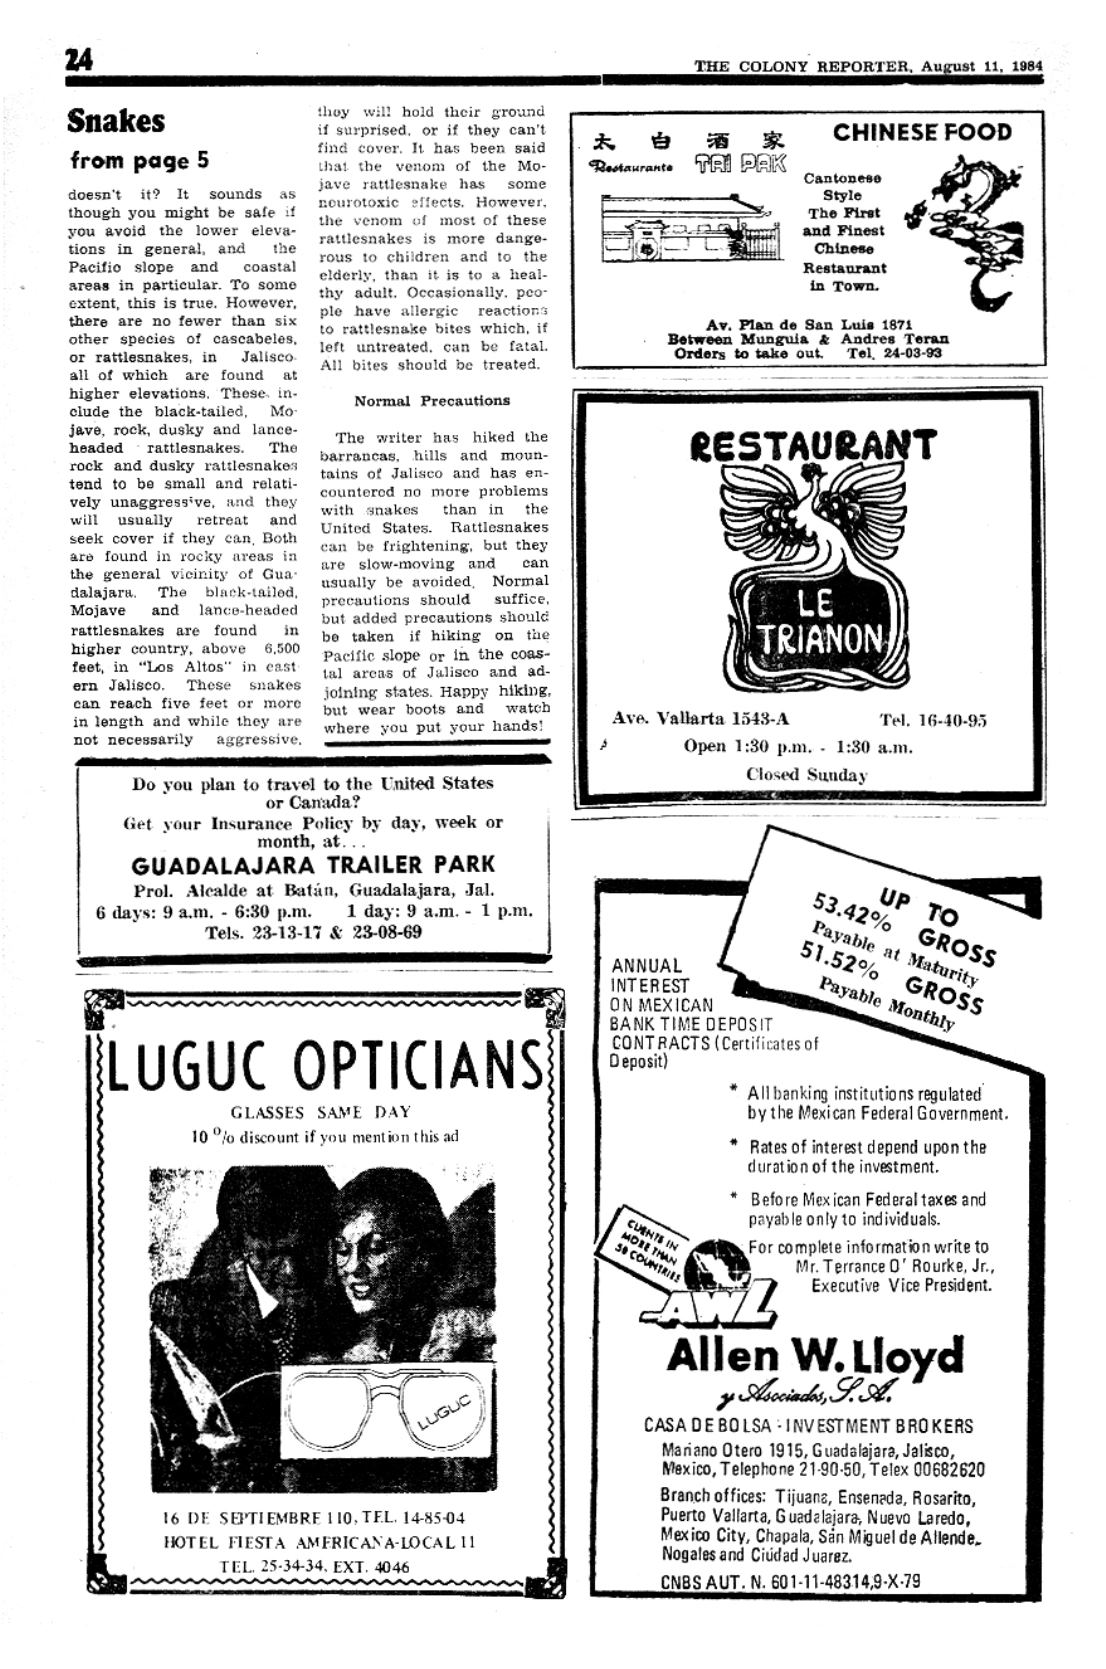 24
THE COLONY REPORTER, August 11, 1984
Snakes
from page 5
doesn't it? It sounds as
though you might be safe if
you avoid the lower eleva-
tions in general, and the
Pacific slope and coastal
areas in particular. To some
extent, this is true. However,
there are no fewer than six
other species of cascabeles,
or rattlesnakes, in Jalisco
all of which are found at
higher elevations. These in-
clude the black-tailed, Mo-
jave, rock, dusky and lance-
headed rattlesnakes. The
rock and dusky rattlesnakes
tend to be small and relati-
vely unaggressive, and they
will usually retreat and
seek cover if they can. Both
are found in rocky areas in
the general vicinity of Gua-
dalajara. The black-tailed,
Mojave and lance-headed
rattlesnakes are found in
higher country, above 6,500
feet, in "Los Altos" in east
ern Jalisco. These snakes
can reach five feet or more
in length and while they are
not necessarily aggressive,
they will hold their ground
if surprised, or if they can't
find cover. It has been said
that the venom of the Mo-
jave rattlesnake has some
neurotoxic effects. However,
the venom of most of these
rattlesnakes is more dange-
rous to children and to the
elderly, than it is to a heal-
thy adult. Occasionally, peo-
ple have allergic reactions
to rattlesnake bites which, if
left untreated, can be fatal.
All bites should be treated.
Normal Precautions
The writer has hiked the
barrancas, hills and moun-
tains of Jalisco and has en-
countered no more problems
with snakes than in the
United States. Rattlesnakes
can be frightening, but they
are slow-moving and can
usually be avoided. Normal
precautions should suffice,
but added precautions should
be taken if hiking on the
Pacific slope or in the coas-
tal areas of Jalisco and ad-
joining states. Happy hiking,
but wear boots and watch
where you put your hands!
Do you plan to travel to the United States
or Canada?
Get your Insurance Policy by day, week or
month, at...
GUADALAJARA TRAILER PARK
Prol. Alcalde at Batán, Guadalajara, Jal.
6 days: 9 a.m. - 6:30 p.m. 1 day: 9 a.m. - 1 p.m.
Tels. 23-13-17 & 23-08-69
LUGUC OPTICIANS
GLASSES SAME DAY
10 % discount if you mention this ad
LUGUC
16 DE SEPTIEMBRE 110, TEL. 14-85-04
HOTEL FIESTA AMERICANA-LOCAL 11
TEL. 25-34-34, EXT. 4046
太 白 酒 家
Restaurante TAI PAK
CHINESE FOOD
Cantonese
Style
The First
and Finest
Chinese
Restaurant
in Town.
Av. Plan de San Luis 1871
Between Munguia & Andres Teran
Orders to take out. Tel. 24-03-93
RESTAURANT
LE
TRIANON
Ave. Vallarta 1543-A Tel. 16-40-95
Open 1:30 p.m. - 1:30 a.m.
Closed Sunday
UP TO
53.42% GROSS
Payable at Maturity
51.52% GROSS
Payable Monthly
ANNUAL
INTEREST
ON MEXICAN
BANK TIME DEPOSIT
CONTRACTS (Certificates of
Deposit)
* All banking institutions regulated
by the Mexican Federal Government.
* Rates of interest depend upon the
duration of the investment.
* Before Mexican Federal taxes and
payable only to individuals.
CLIENTS IN
MORE THAN
58 COUNTRIES
For complete information write to
Mr. Terrance O' Rourke, Jr.,
Executive Vice President.
AWL
Allen W. Lloyd
y Asociados, S.A.
CASA DE BOLSA - INVESTMENT BROKERS
Mariano Otero 1915, Guadalajara, Jalisco,
Mexico, Telephone 21-90-50, Telex 00682620
Branch offices: Tijuana, Ensenada, Rosarito,
Puerto Vallarta, Guadalajara, Nuevo Laredo,
Mexico City, Chapala, San Miguel de Allende,
Nogales and Ciudad Juarez.
CNBS AUT. N. 601-11-48314,9-X-79